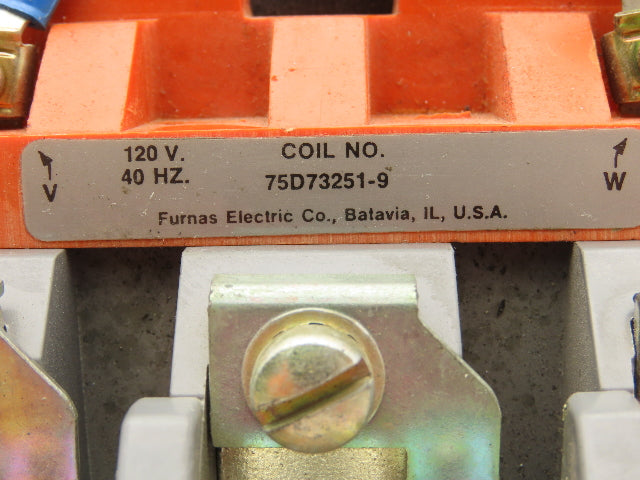 120 V. COIL NO.
40 HZ. 75D73251-9
V W
Furnas Electric Co., Batavia, IL, U.S.A.